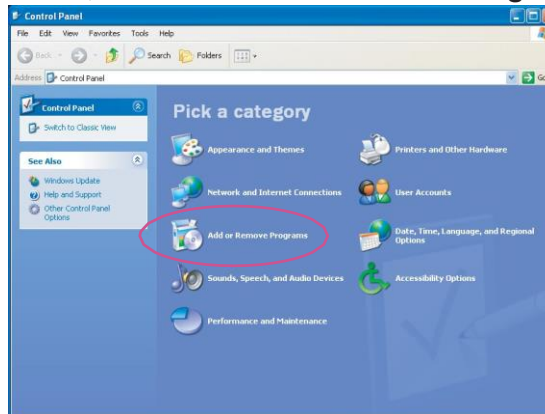 Control Panel
File Edit View Favorites Tools Help
Back Search Folders
Address Control Panel
Control Panel
Switch to Classic View
See Also
Windows Update
Help and Support
Other Control Panel
Options
Pick a category
Appearance and Themes
Printers and Other Hardware
Network and Internet Connections
User Accounts
Add or Remove Programs
Date, Time, Language, and Regional
Options
Sounds, Speech, and Audio Devices
Accessibility Options
Performance and Maintenance